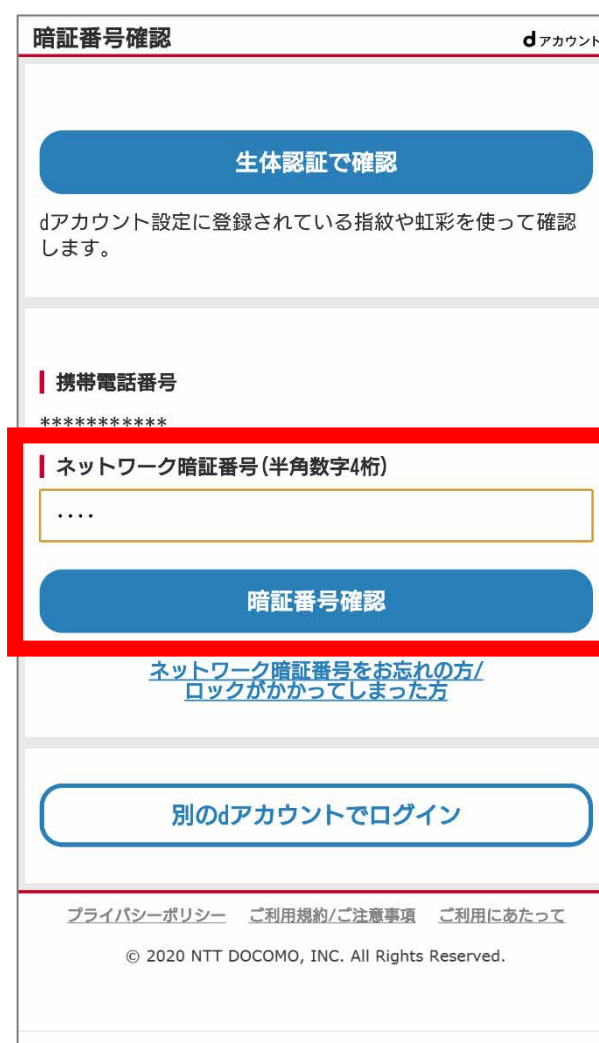 暗証番号確認
dアカウント
生体認証で確認
dアカウント設定に登録されている指紋や虹彩を使って確認
します。
携帯電話番号
***********
ネットワーク暗証番号(半角数字4桁)
....
暗証番号確認
ネットワーク暗証番号をお忘れの方/
ロックがかかってしまった方
別のdアカウントでログイン
プライバシーポリシー ご利用規約/ご注意事項 ご利用にあたって
© 2020 NTT DOCOMO, INC. All Rights Reserved.